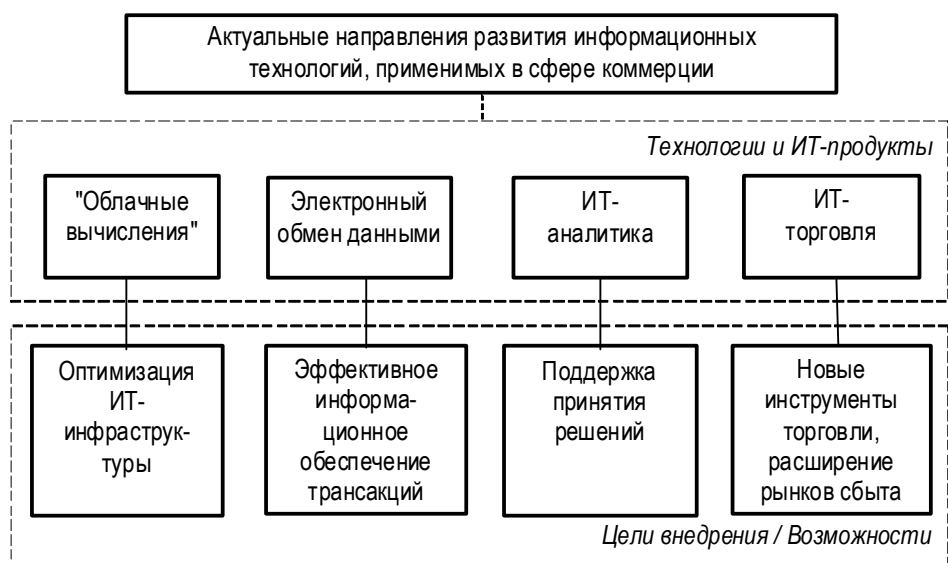 Актуальные направления развития информационных
технологий, применимых в сфере коммерции
Технологии и ИТ-продукты
"Облачные
вычисления"
Электронный
обмен данными
ИТ-
аналитика
ИТ-
торговля
Оптимизация
ИТ-
инфраструк-
туры
Эффективное
информа-
ционное
обеспечение
трансакций
Поддержка
принятия
решений
Новые
инструменты
торговли,
расширение
рынков сбыта
Цели внедрения / Возможности